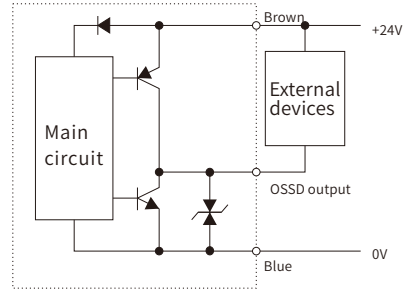 Brown
+24V
External
devices
Main
circuit
OSSD output
0V
Blue